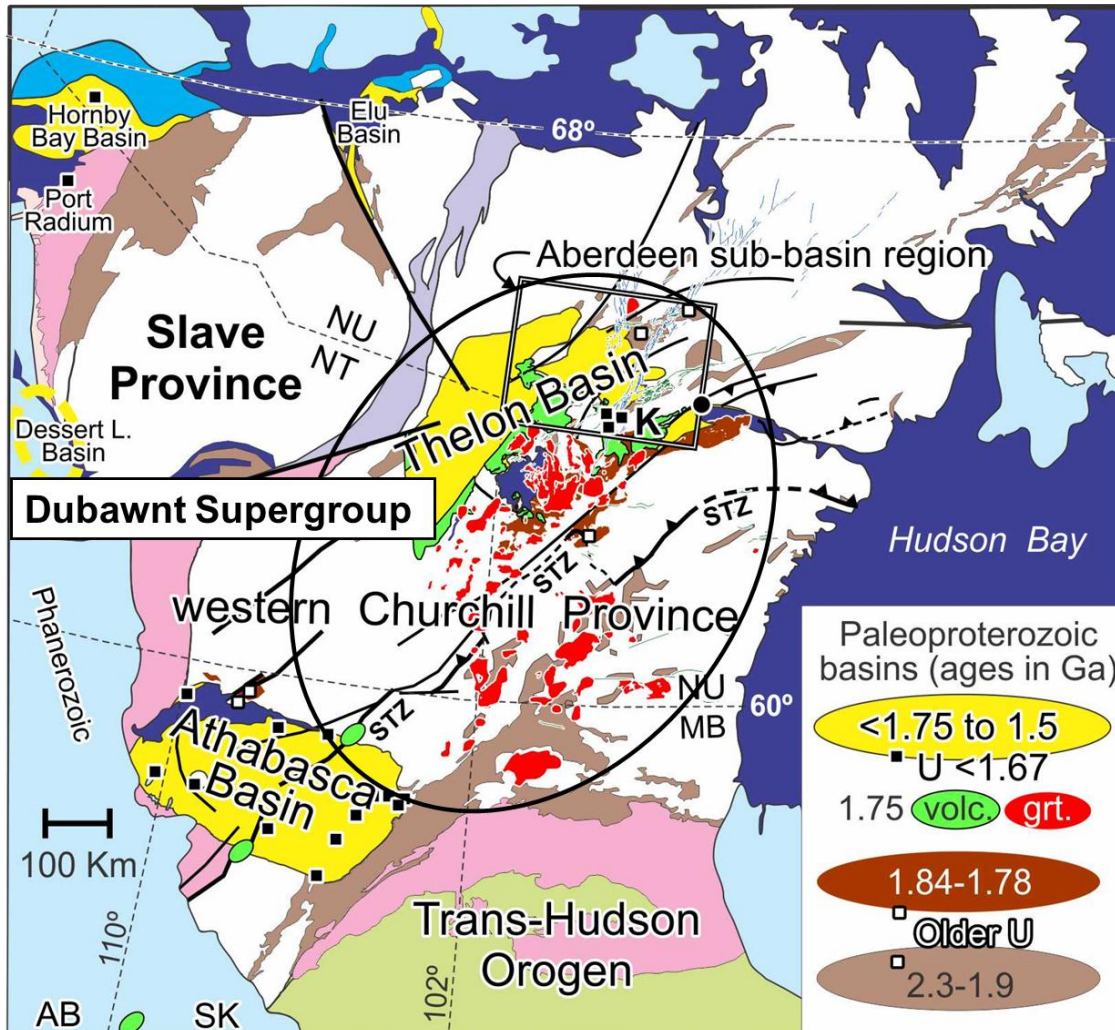 Hornby
Bay Basin
Elu
Basin
68º
Port
Radium
Aberdeen sub-basin region
Slave
Province
NU
NT
Thelon Basin
K
Dessert L.
Basin
Dubawnt Supergroup
STZ
STZ
Hudson Bay
Phanerozoic
western Churchill Province
NU
MB
60º
STZ
Athabasca
Basin
100 Km
110º
102º
Trans-Hudson
Orogen
AB
SK
Paleoproterozoic
basins (ages in Ga)
<1.75 to 1.5
U <1.67
1.75 volc. grt.
1.84-1.78
Older U
2.3-1.9